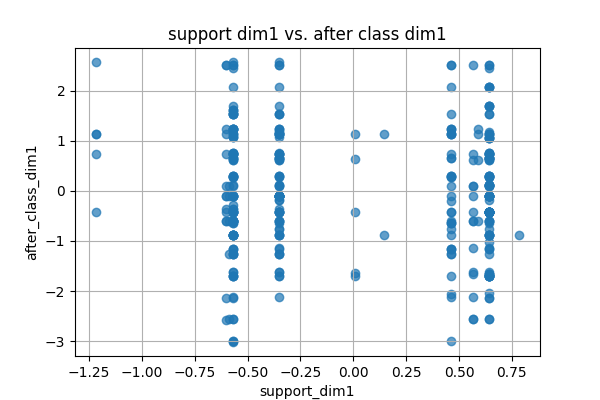 support dim1 vs. after class dim1
after_class_dim1
2
1
0
−1
−2
−3
−1.25 −1.00 −0.75 −0.50 −0.25 0.00 0.25 0.50 0.75
support_dim1